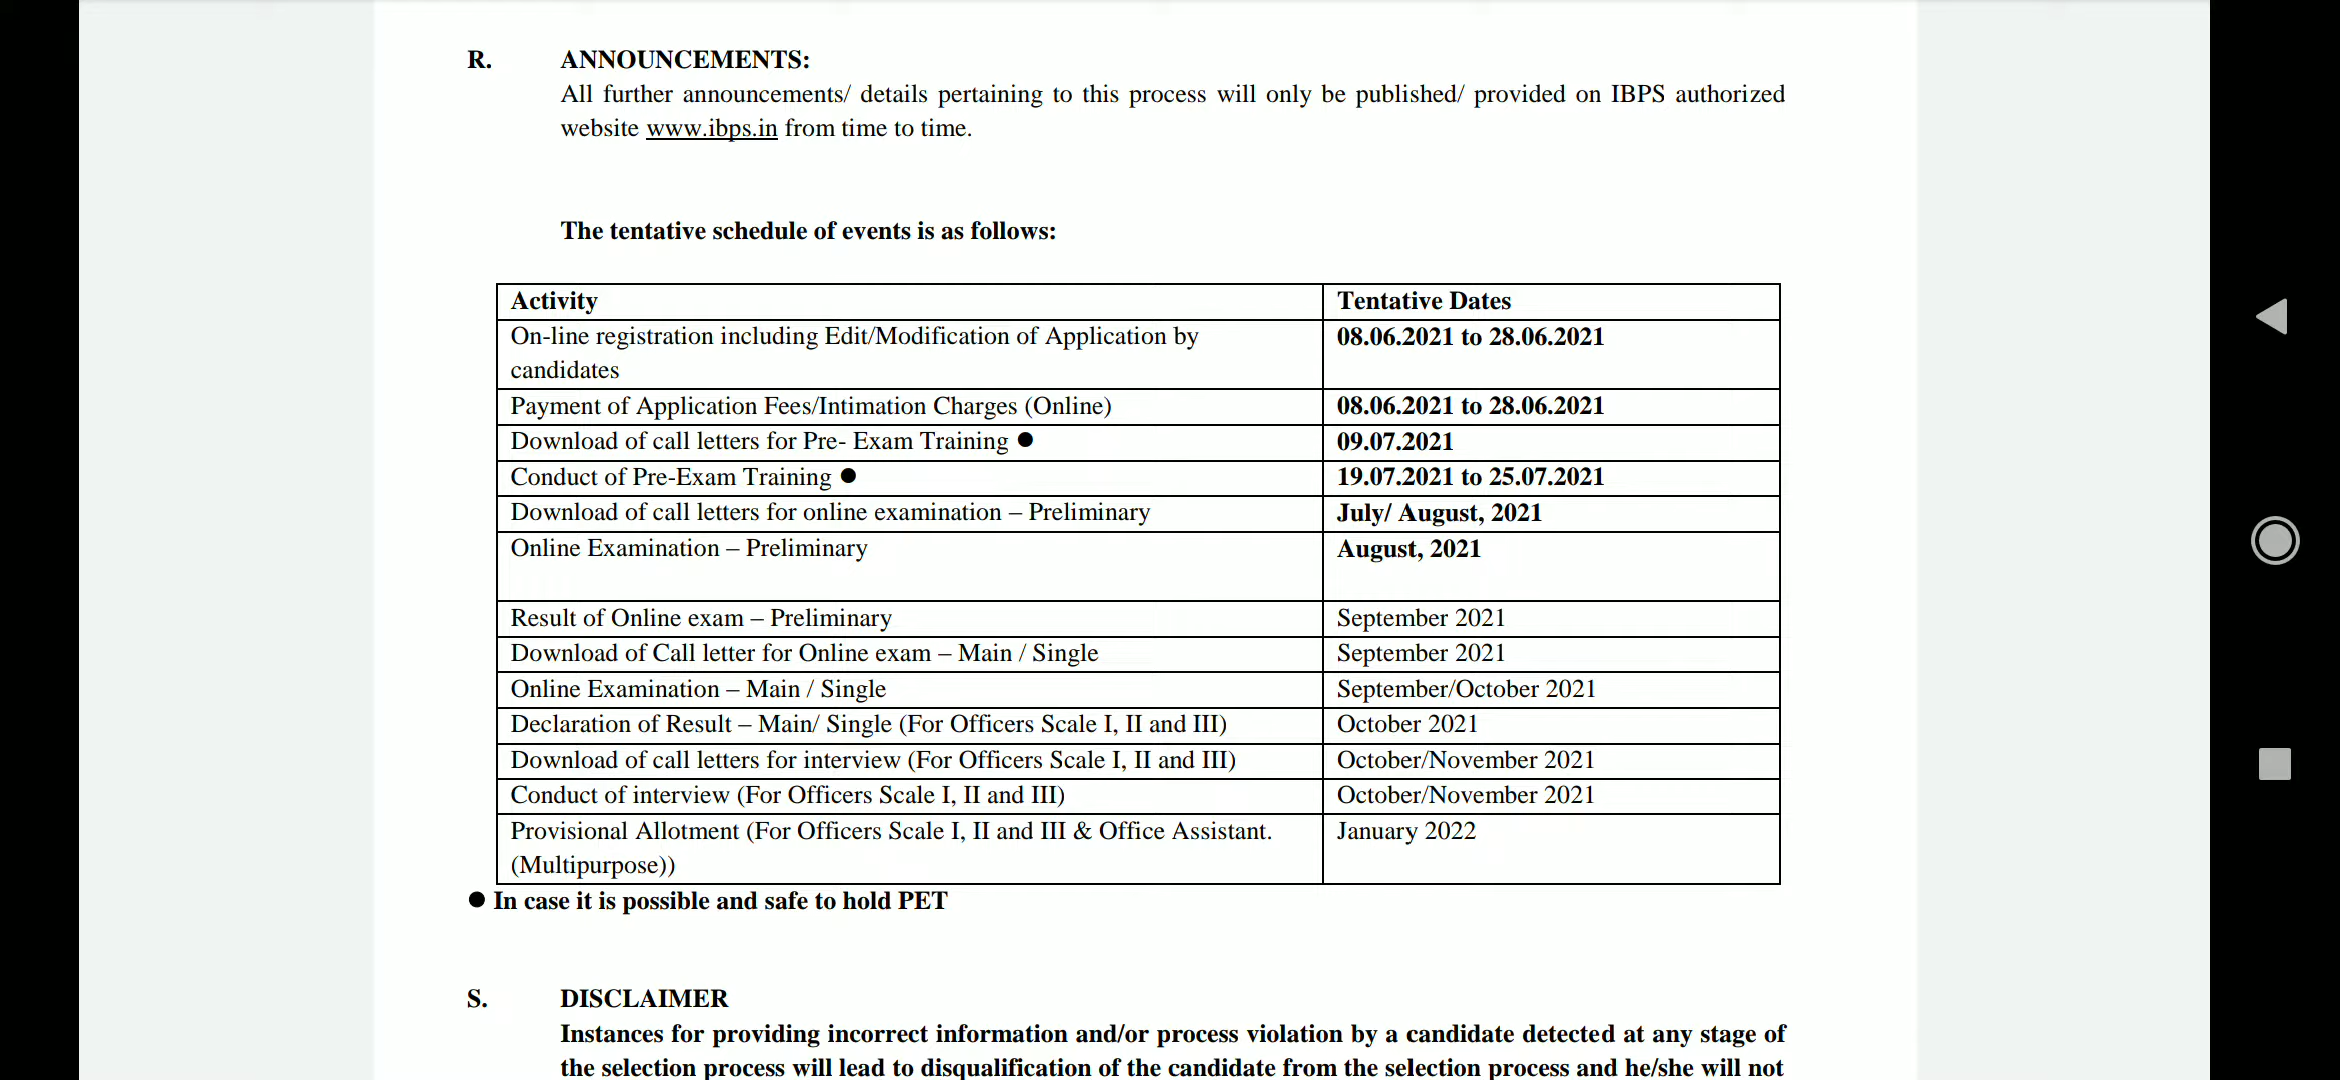 R. ANNOUNCEMENTS:
All further announcements/ details pertaining to this process will only be published/ provided on IBPS authorized
website www.ibps.in from time to time.
The tentative schedule of events is as follows:
Activity Tentative Dates
On-line registration including Edit/Modification of Application by 08.06.2021 to 28.06.2021
candidates
Payment of Application Fees/Intimation Charges (Online) 08.06.2021 to 28.06.2021
Download of call letters for Pre- Exam Training ● 09.07.2021
Conduct of Pre-Exam Training ● 19.07.2021 to 25.07.2021
Download of call letters for online examination – Preliminary July/ August, 2021
Online Examination – Preliminary August, 2021
Result of Online exam – Preliminary September 2021
Download of Call letter for Online exam – Main / Single September 2021
Online Examination – Main / Single September/October 2021
Declaration of Result – Main/ Single (For Officers Scale I, II and III) October 2021
Download of call letters for interview (For Officers Scale I, II and III) October/November 2021
Conduct of interview (For Officers Scale I, II and III) October/November 2021
Provisional Allotment (For Officers Scale I, II and III & Office Assistant. January 2022
(Multipurpose))
● In case it is possible and safe to hold PET
S. DISCLAIMER
Instances for providing incorrect information and/or process violation by a candidate detected at any stage of
the selection process will lead to disqualification of the candidate from the selection process and he/she will not